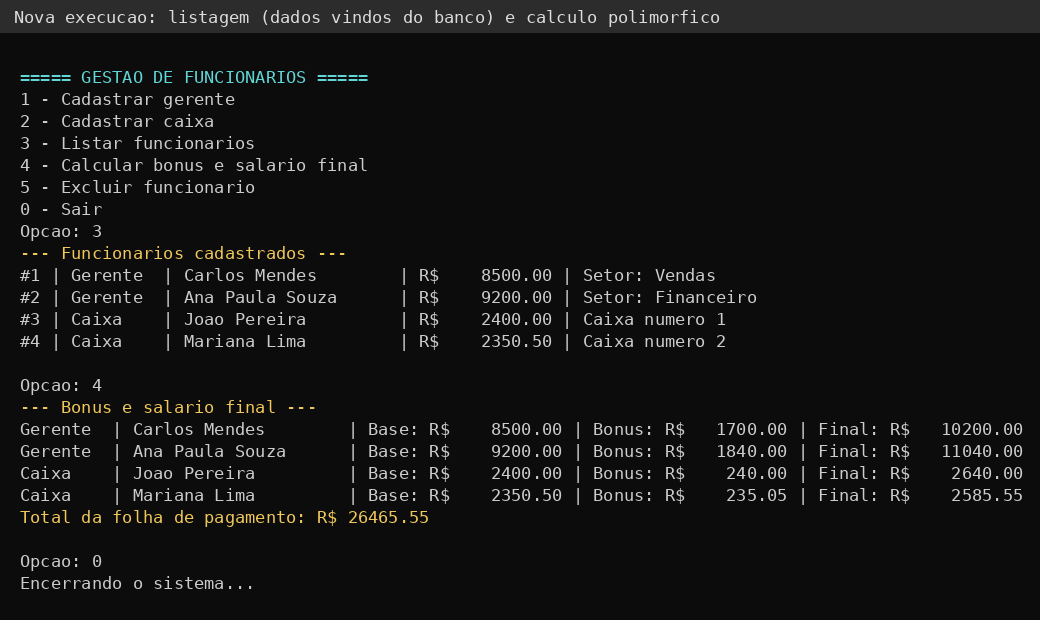 Nova execucao: listagem (dados vindos do banco) e calculo polimorfico
===== GESTAO DE FUNCIONARIOS =====
1 - Cadastrar gerente
2 - Cadastrar caixa
3 - Listar funcionarios
4 - Calcular bonus e salario final
5 - Excluir funcionario
0 - Sair
Opcao: 3
--- Funcionarios cadastrados ---
#1 | Gerente  | Carlos Mendes        | R$    8500.00 | Setor: Vendas
#2 | Gerente  | Ana Paula Souza      | R$    9200.00 | Setor: Financeiro
#3 | Caixa    | Joao Pereira         | R$    2400.00 | Caixa numero 1
#4 | Caixa    | Mariana Lima         | R$    2350.50 | Caixa numero 2
Opcao: 4
--- Bonus e salario final ---
Gerente  | Carlos Mendes        | Base: R$    8500.00 | Bonus: R$   1700.00 | Final: R$   10200.00
Gerente  | Ana Paula Souza      | Base: R$    9200.00 | Bonus: R$   1840.00 | Final: R$   11040.00
Caixa    | Joao Pereira         | Base: R$    2400.00 | Bonus: R$    240.00 | Final: R$    2640.00
Caixa    | Mariana Lima         | Base: R$    2350.50 | Bonus: R$    235.05 | Final: R$    2585.55
Total da folha de pagamento: R$ 26465.55
Opcao: 0
Encerrando o sistema...